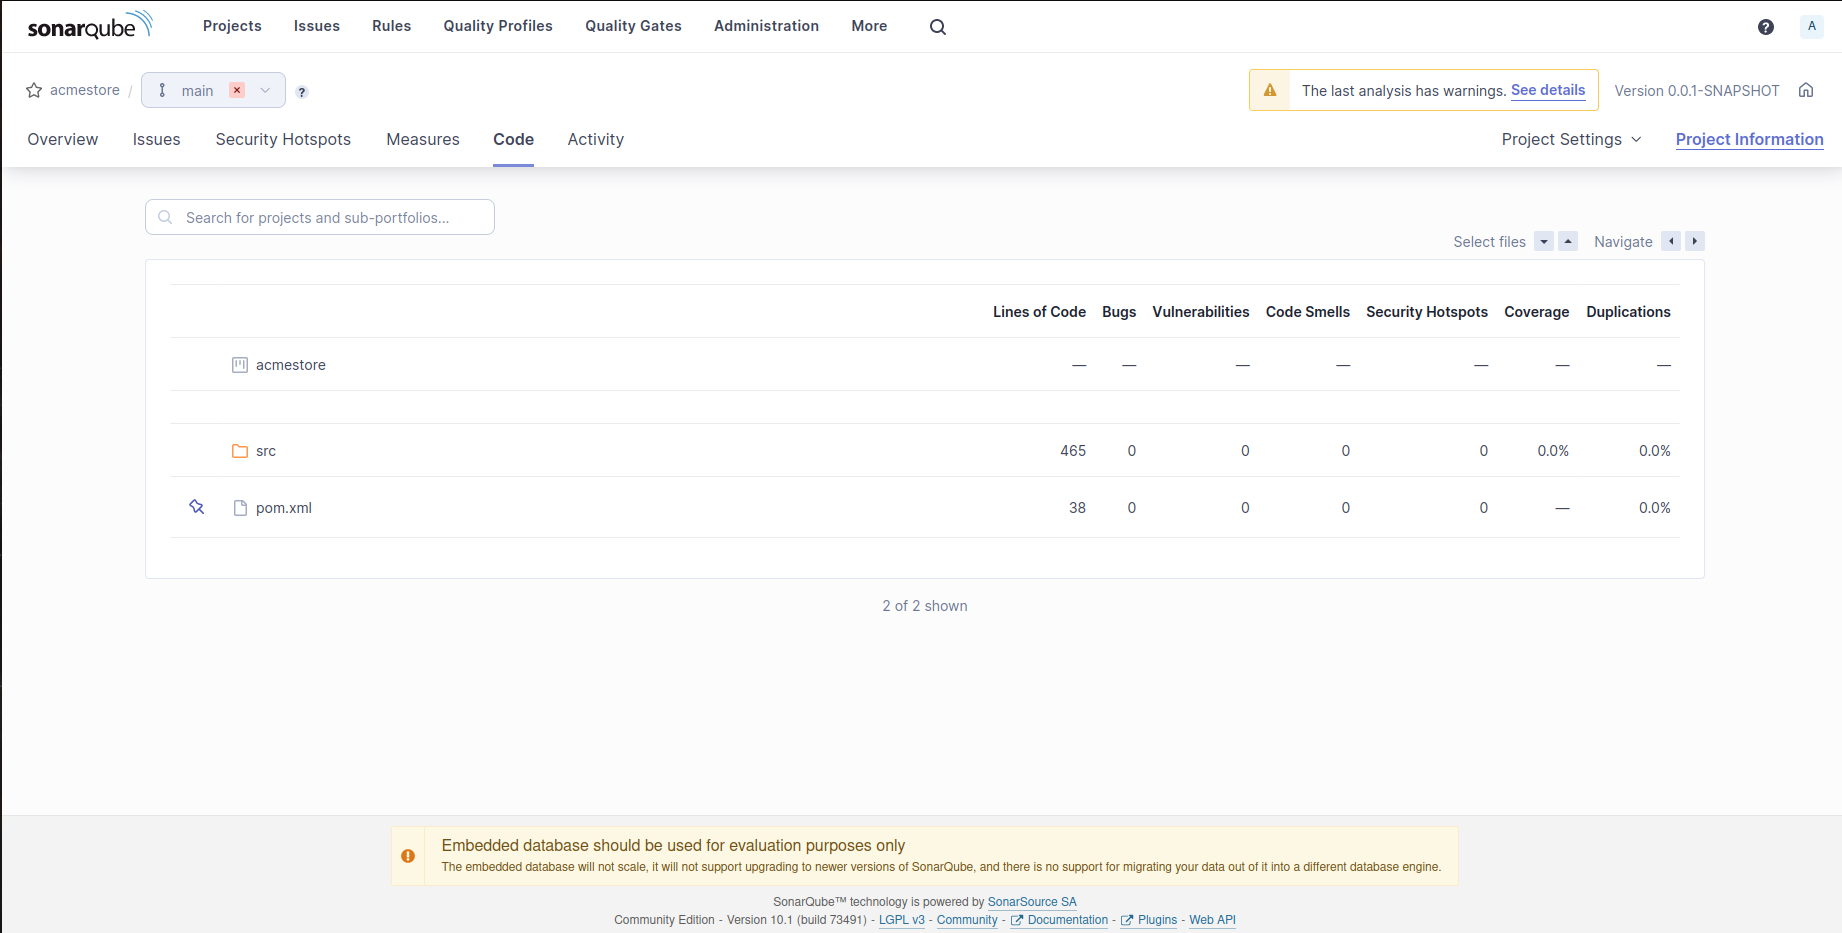 sonarqube Projects Issues Rules Quality Profiles Quality Gates Administration More ? A
acmestore / main ? The last analysis has warnings. See details Version 0.0.1-SNAPSHOT
Overview Issues Security Hotspots Measures Code Activity Project Settings Project Information
Search for projects and sub-portfolios...
Select files Navigate
Lines of Code Bugs Vulnerabilities Code Smells Security Hotspots Coverage Duplications
acmestore — — — — — — —
src 465 0 0 0 0 0.0% 0.0%
pom.xml 38 0 0 0 0 — 0.0%
2 of 2 shown
Embedded database should be used for evaluation purposes only
The embedded database will not scale, it will not support upgrading to newer versions of SonarQube, and there is no support for migrating your data out of it into a different database engine.
SonarQube™ technology is powered by SonarSource SA
Community Edition - Version 10.1 (build 73491) - LGPL v3 - Community - Documentation - Plugins - Web API